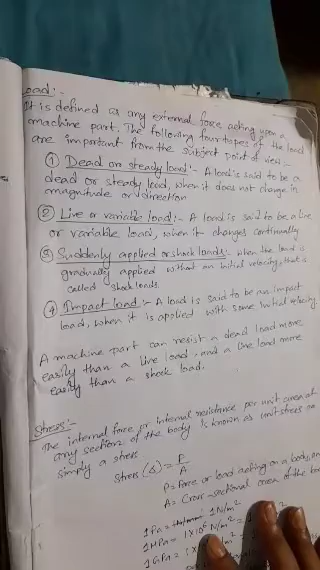 Load:-
It is defined as any external force acting upon a
machine part. The following four types of the load
are important from the subject point of view:-
① Dead or steady load:- A load is said to be a
dead or steady load, when it does not change in
magnitude or direction
② Live or variable load:- A load is said to be a live
or variable load, when it changes continually
③ Suddenly applied or shock loads:- when the load is
gradually applied without an initial velocity, that is
called shock loads
④ Impact load:- A load is said to be an impact
load, when it is applied with some initial velocity
A machine part can resist a dead load more
easily than a live load, and a live load more
easily than a shock load.
Stress:-
The internal force or internal resistance per unit area at
any section of the body is known as unit stress or
simply a stress
Stress (σ) = P/A
P = Force or load acting on a body, an
A = Cross-sectional area of the bo
1 Pa = 1 N/m²
1 MPa = 1×10⁶ N/m² =
1 GPa =